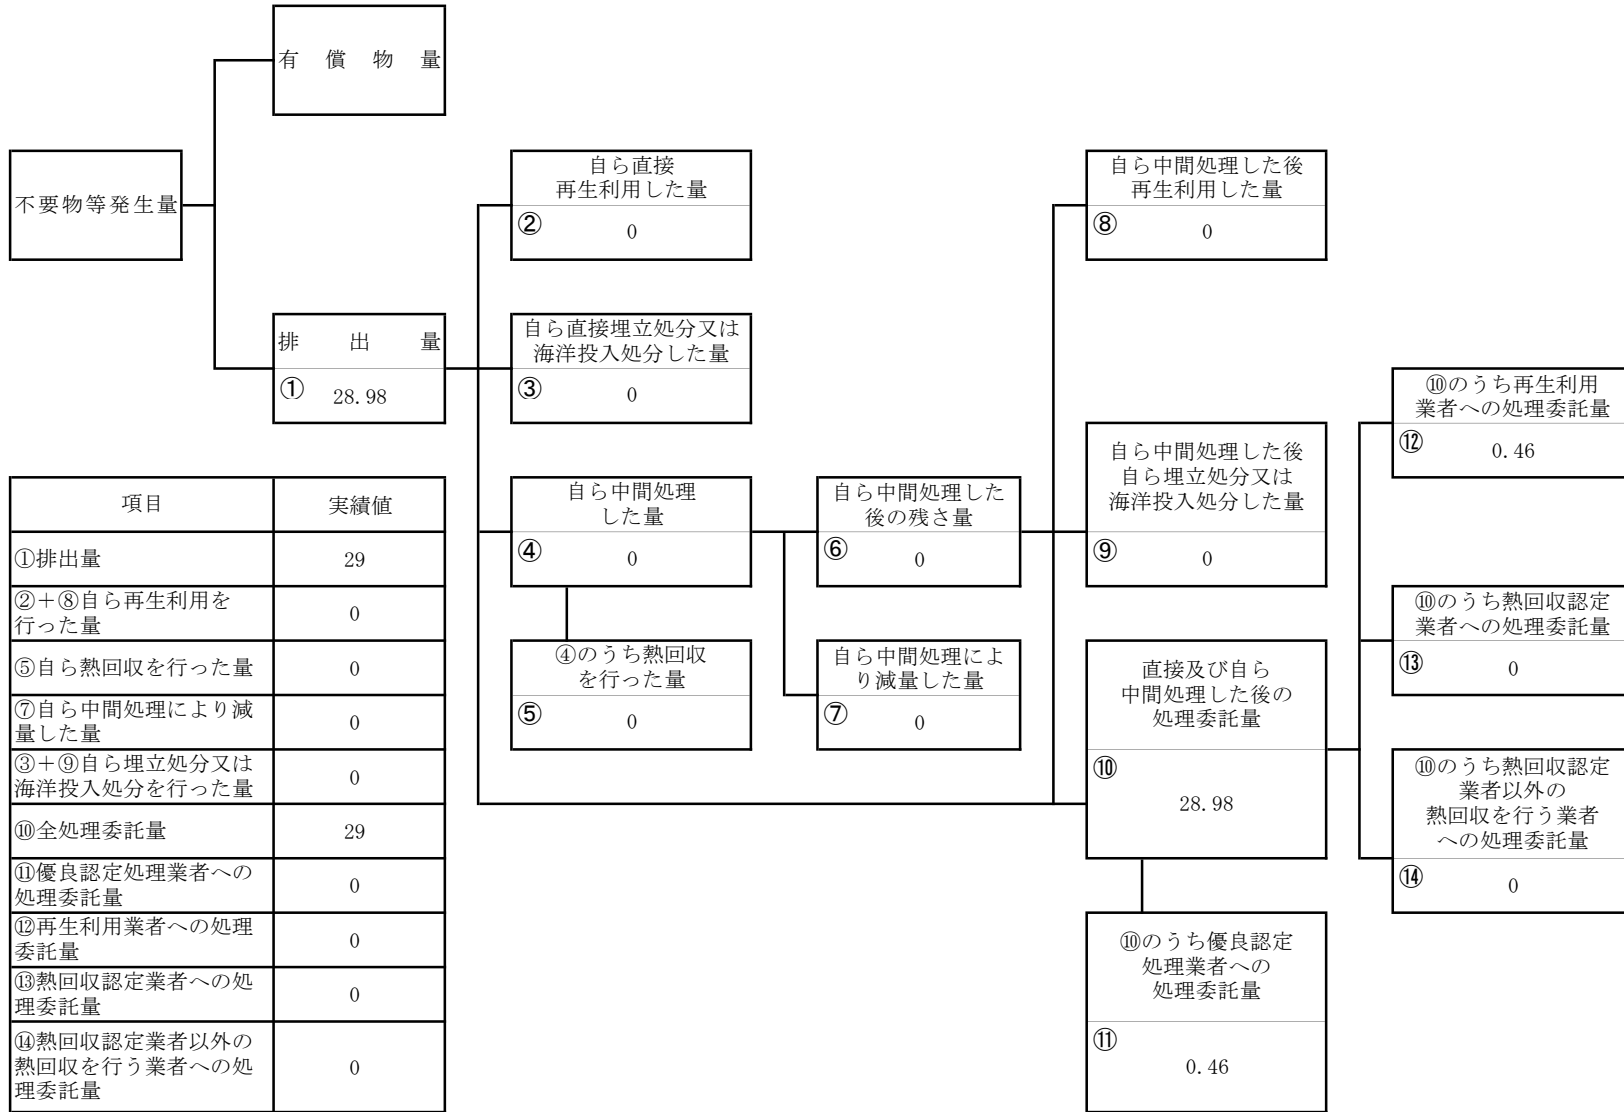 有償物量
不要物等発生量
排出量
① 28.98
自ら直接
再生利用した量
② 0
自ら直接埋立処分又は
海洋投入処分した量
③ 0
自ら中間処理
した量
④ 0
④のうち熱回収
を行った量
⑤ 0
自ら中間処理した
後の残さ量
⑥ 0
自ら中間処理によ
り減量した量
⑦ 0
自ら中間処理した後
再生利用した量
⑧ 0
自ら中間処理した後
自ら埋立処分又は
海洋投入処分した量
⑨ 0
直接及び自ら
中間処理した後の
処理委託量
⑩
28.98
⑩のうち優良認定
処理業者への
処理委託量
⑪
0.46
⑩のうち再生利用
業者への処理委託量
⑫ 0.46
⑩のうち熱回収認定
業者への処理委託量
⑬ 0
⑩のうち熱回収認定
業者以外の
熱回収を行う業者
への処理委託量
⑭ 0
項目 実績値
①排出量 29
②+⑧自ら再生利用を
行った量 0
⑤自ら熱回収を行った量 0
⑦自ら中間処理により減
量した量 0
③+⑨自ら埋立処分又は
海洋投入処分を行った量 0
⑩全処理委託量 29
⑪優良認定処理業者への
処理委託量 0
⑫再生利用業者への処理
委託量 0
⑬熱回収認定業者への処
理委託量 0
⑭熱回収認定業者以外の
熱回収を行う業者への処
理委託量 0